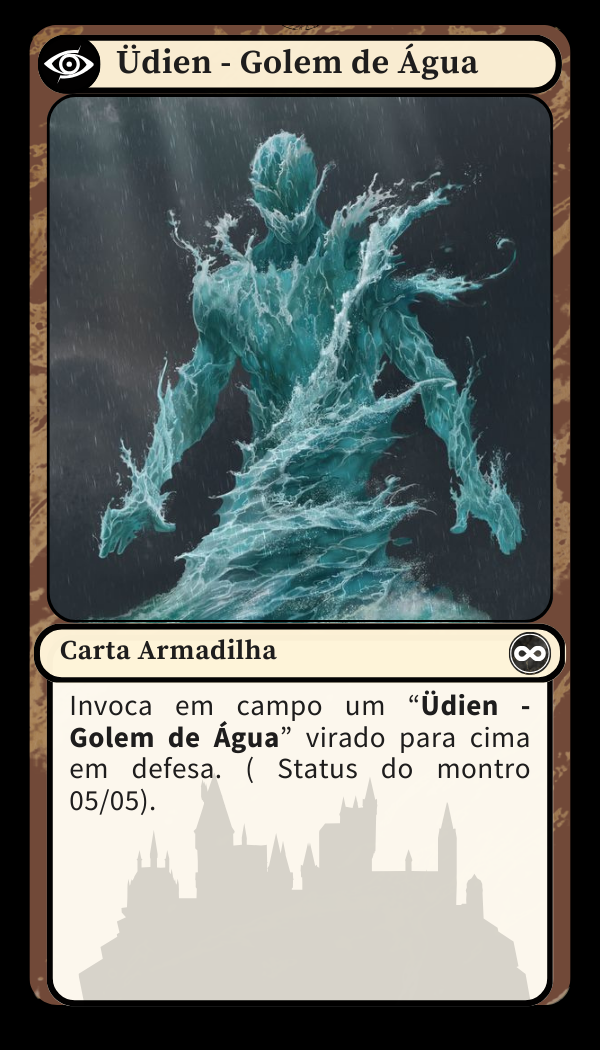 Üdien - Golem de Água
Carta Armadilha
Invoca em campo um “Üdien -
Golem de Água” virado para cima
em defesa. ( Status do montro
05/05).